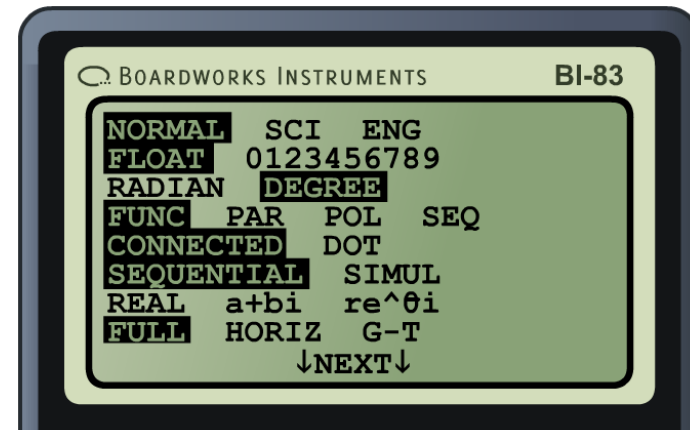 BOARDWORKS INSTRUMENTS BI-83
NORMAL SCI ENG
FLOAT 0123456789
RADIAN DEGREE
FUNC PAR POL SEQ
CONNECTED DOT
SEQUENTIAL SIMUL
REAL a+bi re^θi
FULL HORIZ G-T
↓NEXT↓